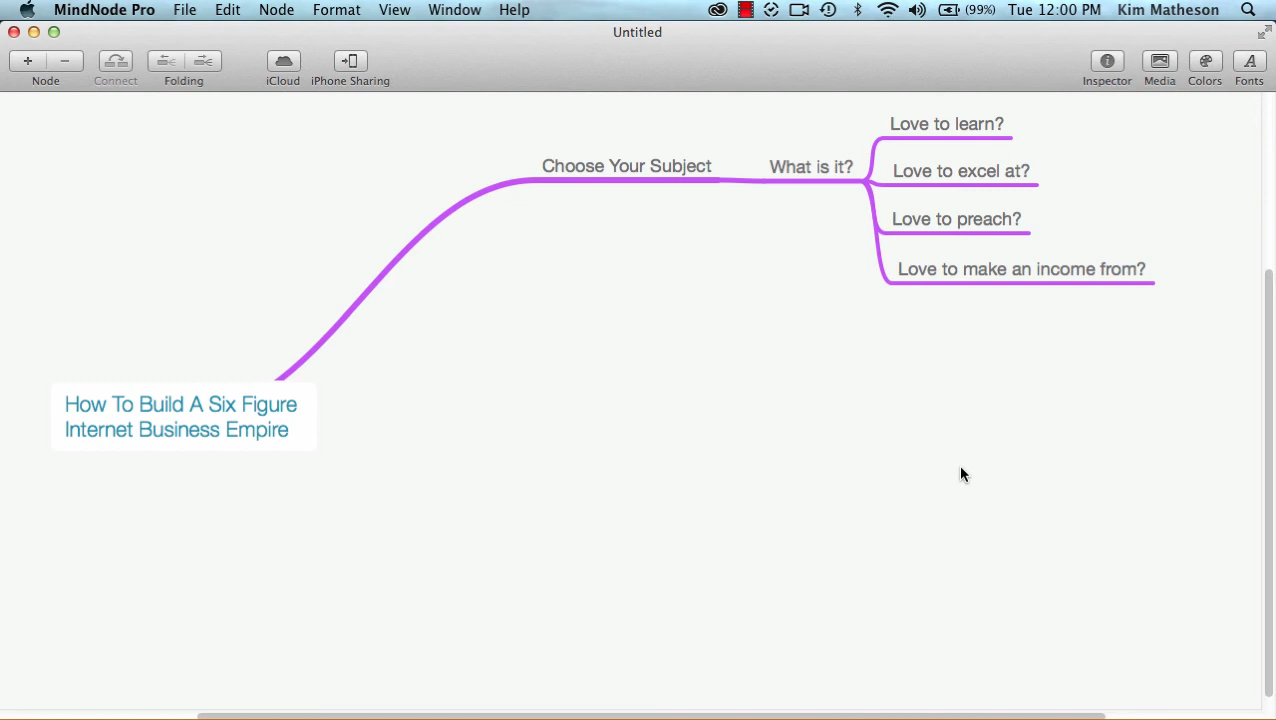 MindNode Pro File Edit Node Format View Window Help (99%) Tue 12:00 PM Kim Matheson
Untitled
Node Connect Folding iCloud iPhone Sharing Inspector Media Colors Fonts
Love to learn?
Choose Your Subject What is it?
Love to excel at?
Love to preach?
Love to make an income from?
How To Build A Six Figure
Internet Business Empire